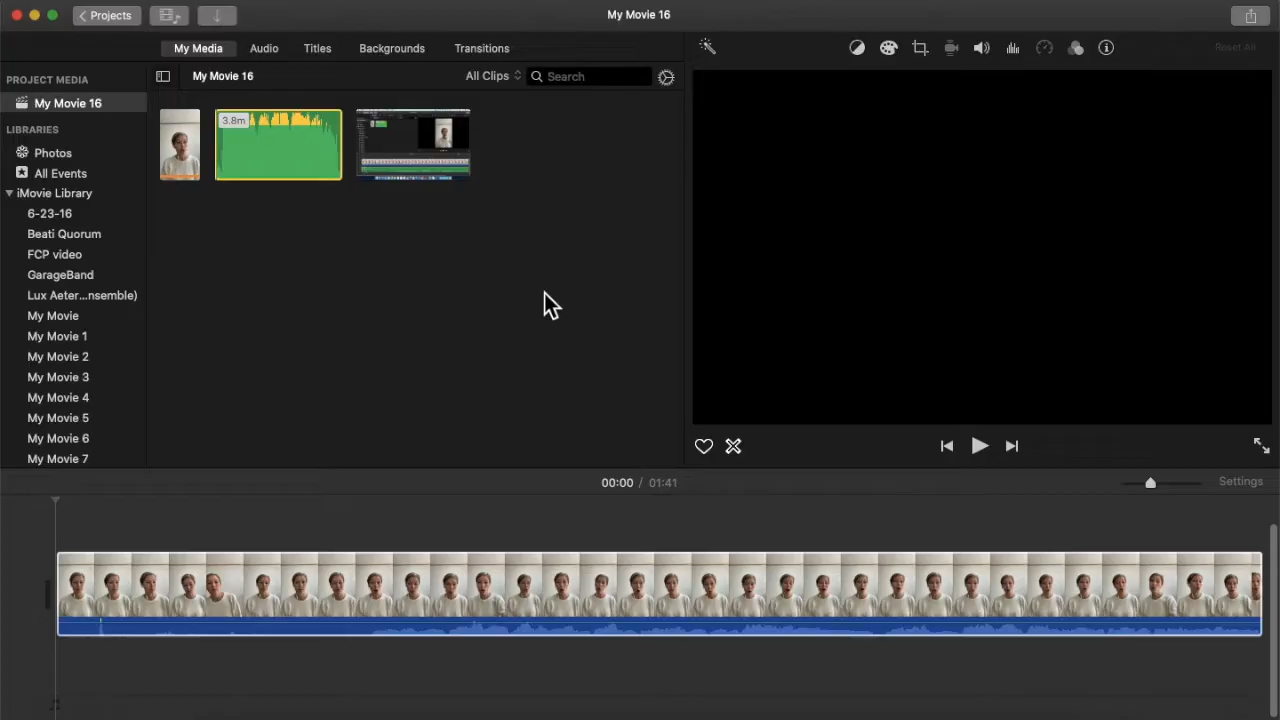 Projects
My Movie 16
My Media
Audio
Titles
Backgrounds
Transitions
Reset All
PROJECT MEDIA
My Movie 16
All Clips
Search
My Movie 16
LIBRARIES
Photos
All Events
iMovie Library
6-23-16
Beati Quorum
FCP video
GarageBand
Lux Aeter...nsemble)
My Movie
My Movie 1
My Movie 2
My Movie 3
My Movie 4
My Movie 5
My Movie 6
My Movie 7
3.8m
00:00 / 01:41
Settings